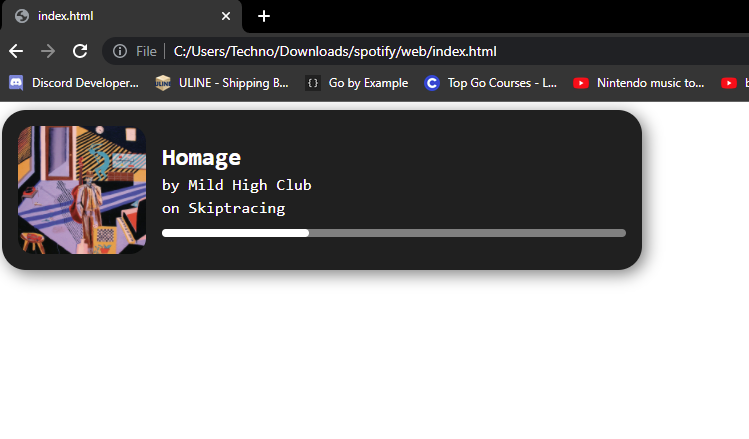 index.html
File C:/Users/Techno/Downloads/spotify/web/index.html
Discord Developer... ULINE - Shipping B... {} Go by Example C Top Go Courses - L... Nintendo music to... b
Homage
by Mild High Club
on Skiptracing